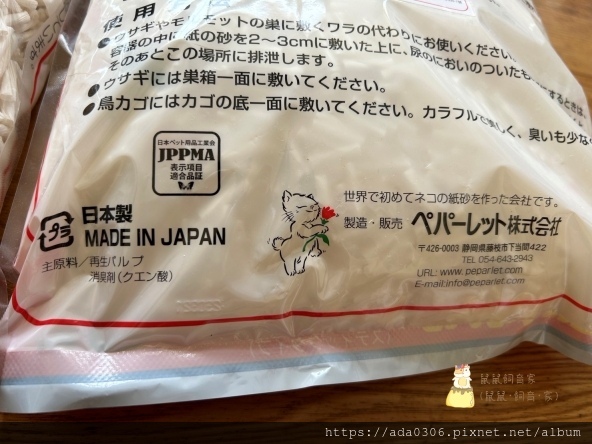 使用方法
●ウサギやモルモットの巣に敷くワラの代わりにお使いください
容器の中に紙の砂を2〜3cmに敷いた上に、尿のにおいのついたも
そのあとこの場所に排泄します。
●ウサギには巣箱一面に敷いてください。
●鳥カゴにはカゴの底一面に敷いてください。カラフルで美しく、臭いも少な
日本ペット用品工業会
JPPMA
表示項目
適合品証
プラ
日本製
MADE IN JAPAN
主原料/再生パルプ
消臭剤(クエン酸)
世界で初めてネコの紙砂を作った会社です。
製造・販売 ペパーレット株式会社
〒426-0003 静岡県藤枝市下当間422
TEL 054-643-2943
URL: www.peparlet.com
E-mail:info@peparlet.com
鼠鼠飼育家
(鼠鼠·飼育·家)
https://ada0306.pixnet.net/album